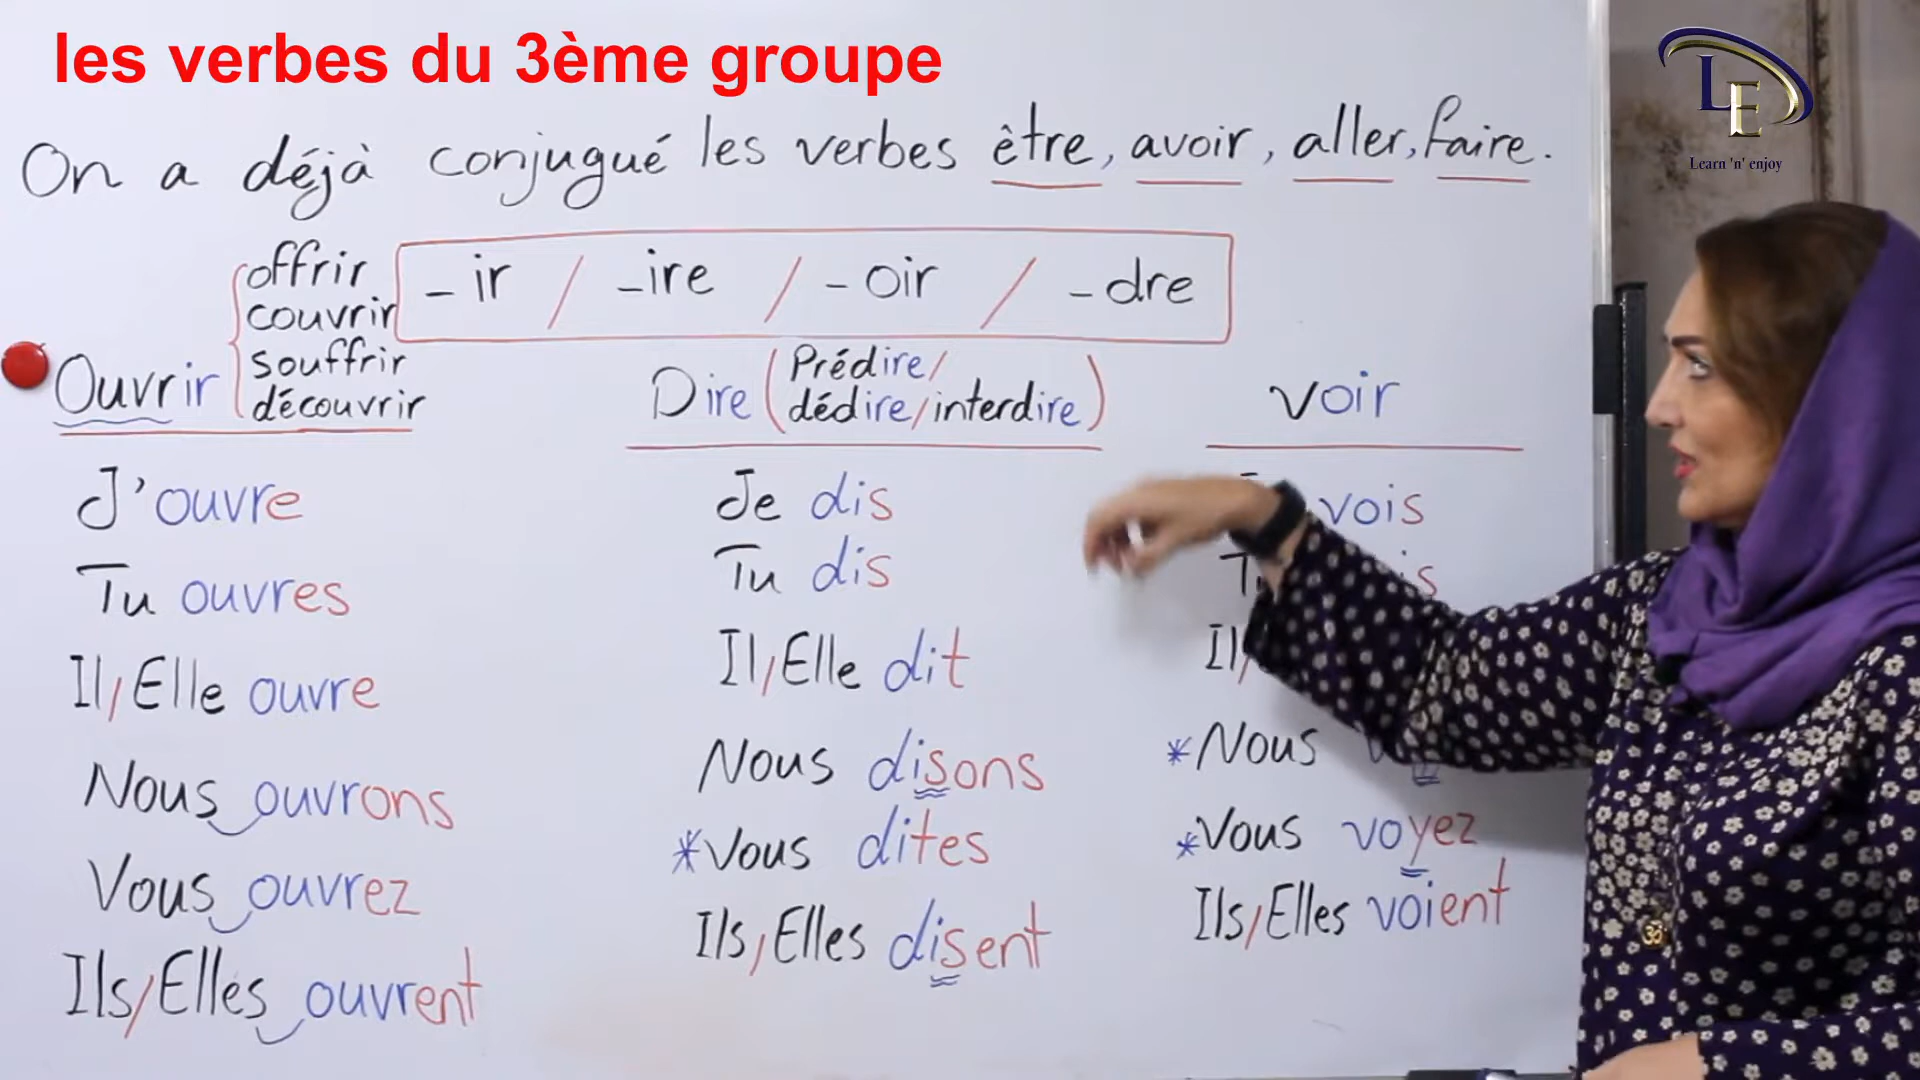 les verbes du 3ème groupe
LE
Learn 'n' enjoy
On a déjà conjugué les verbes être, avoir, aller, faire.
-ir / -ire / -oir / -dre
Ouvrir
offrir
couvrir
souffrir
découvrir
J'ouvre
Tu ouvres
Il/Elle ouvre
Nous ouvrons
Vous ouvrez
Ils/Elles ouvrent
Dire (Prédire/
dédire/interdire)
Je dis
Tu dis
Il/Elle dit
Nous disons
*Vous dites
Ils/Elles disent
voir
vois
Il/
*Nous
*Vous voyez
Ils/Elles voient